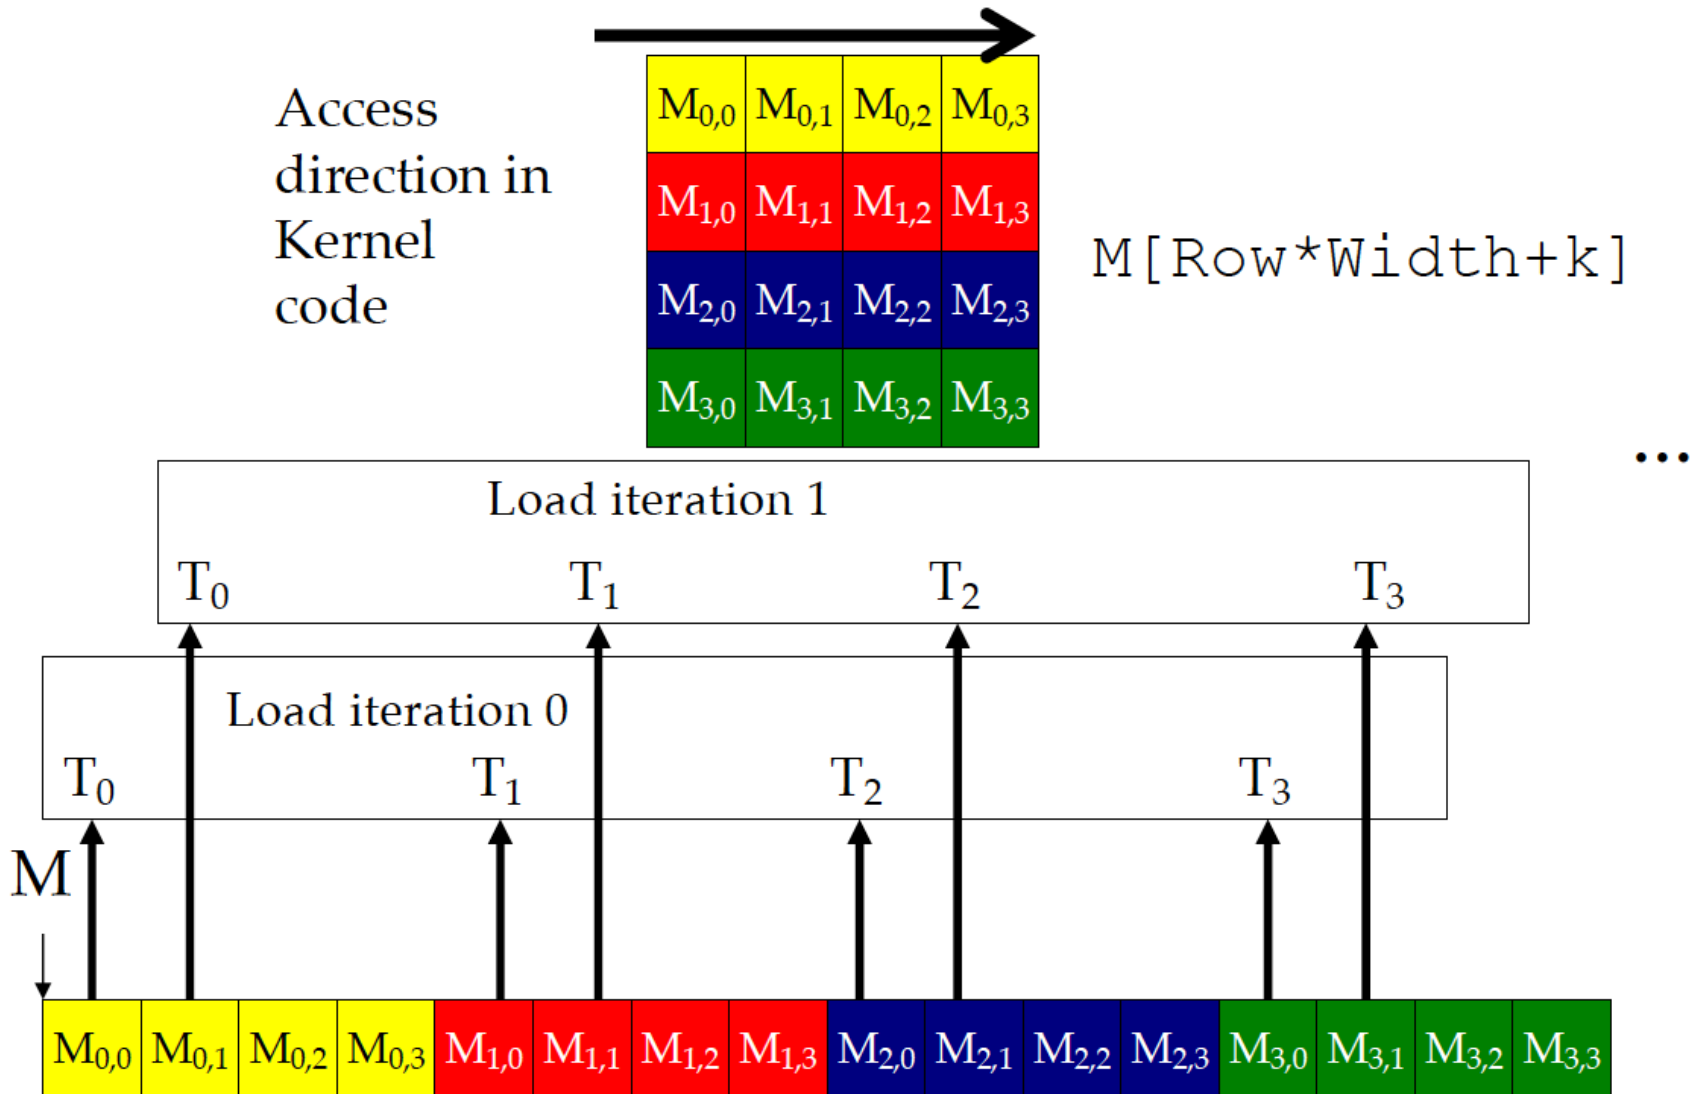 Access
direction in
Kernel
code
M0,0 M0,1 M0,2 M0,3
M1,0 M1,1 M1,2 M1,3
M2,0 M2,1 M2,2 M2,3
M3,0 M3,1 M3,2 M3,3
M[Row*Width+k]
...
Load iteration 1
T0 T1 T2 T3
Load iteration 0
T0 T1 T2 T3
M
M0,0 M0,1 M0,2 M0,3 M1,0 M1,1 M1,2 M1,3 M2,0 M2,1 M2,2 M2,3 M3,0 M3,1 M3,2 M3,3